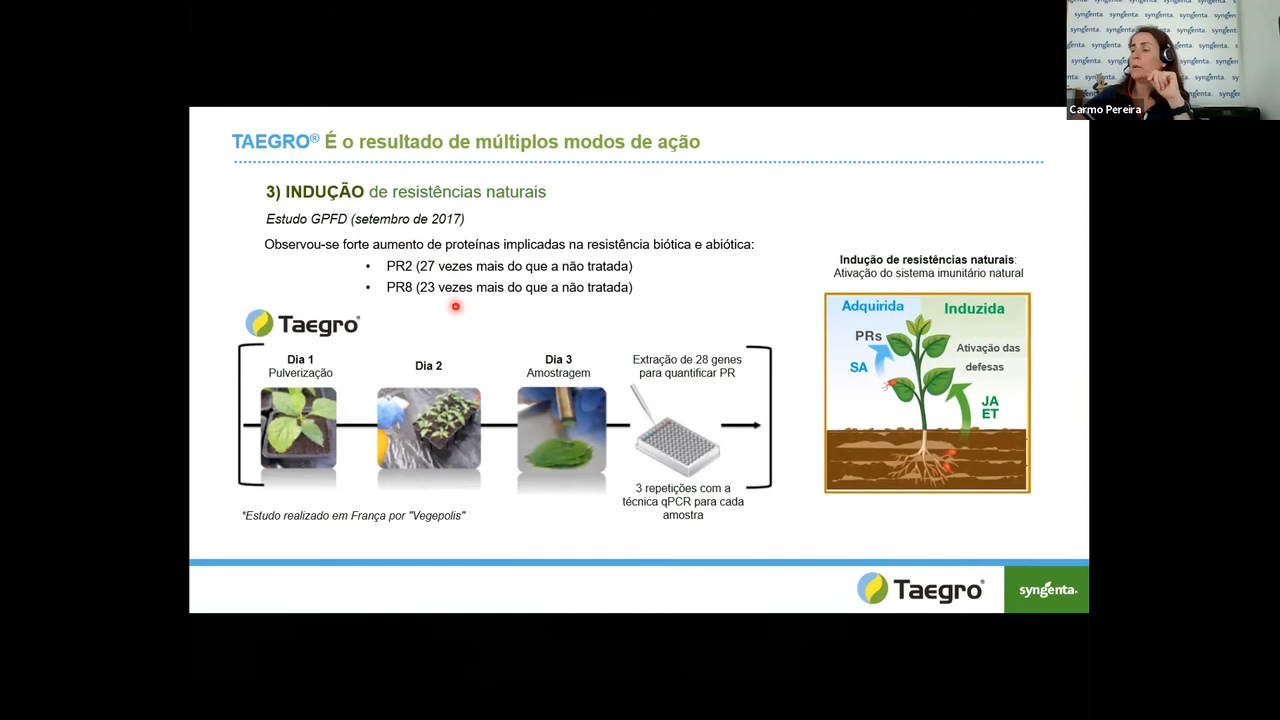 syngenta.
Carmo Pereira
TAEGRO® É o resultado de múltiplos modos de ação
3) INDUÇÃO de resistências naturais
Estudo GPFD (setembro de 2017)
Observou-se forte aumento de proteínas implicadas na resistência biótica e abiótica:
• PR2 (27 vezes mais do que a não tratada)
• PR8 (23 vezes mais do que a não tratada)
Taegro®
Dia 1
Pulverização
Dia 2
Dia 3
Amostragem
Extração de 28 genes
para quantificar PR
3 repetições com a
técnica qPCR para cada
amostra
*Estudo realizado em França por "Vegepolis"
Indução de resistências naturais:
Ativação do sistema imunitário natural
Adquirida
Induzida
PRs
SA
Ativação das
defesas
JA
ET
Taegro®
syngenta.